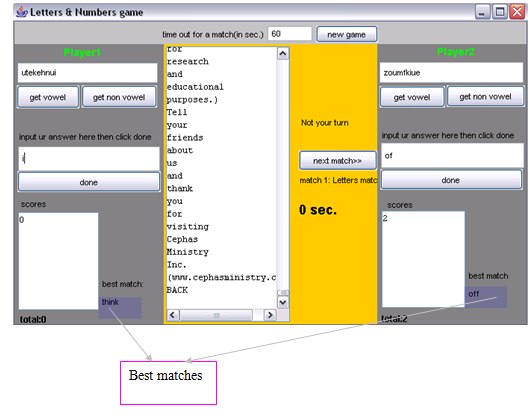 Letters & Numbers game
time out for a match(in sec.) 60 new game
Player1
utekehnui
get vowel get non vowel
input ur answer here then click done
i
done
scores
0
best match:
think
total:0
for
research
and
educational
purposes.)
Tell
your
friends
about
us
and
thank
you
for
visiting
Cephas
Ministry
Inc.
(www.cephasministry.c
BACK
Not your turn
next match>>
match 1: Letters matc
0 sec.
Player2
zoumfkiue
get vowel get non vowel
input ur answer here then click done
of
done
scores
2
best match
off
total:2
Best matches